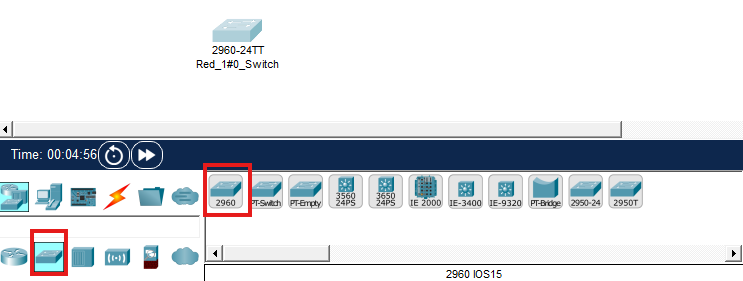 2960-24TT
Red_1#0_Switch
Time: 00:04:56
2960
PT-Switch
PT-Empty
3560
24PS
3650
24PS
IE 2000
IE-3400
IE-9320
PT-Bridge
2950-24
2950T
2960 IOS15